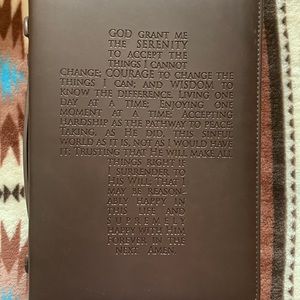 GOD GRANT ME
THE SERENITY
TO ACCEPT THE
THINGS I CANNOT
CHANGE; COURAGE TO CHANGE THE
THINGS I CAN; AND WISDOM TO
KNOW THE DIFFERENCE. LIVING ONE
DAY AT A TIME; ENJOYING ONE
MOMENT AT A TIME; ACCEPTING
HARDSHIP AS THE PATHWAY TO PEACE;
TAKING, AS HE DID, THIS SINFUL
WORLD AS IT IS, NOT AS I WOULD HAVE
IT; TRUSTING THAT HE WILL MAKE ALL
THINGS RIGHT IF
I SURRENDER TO
HIS WILL; THAT I
MAY BE REASON-
ABLY HAPPY IN
THIS LIFE AND
SUPREMELY
HAPPY WITH HIM
FOREVER IN THE
NEXT. AMEN.